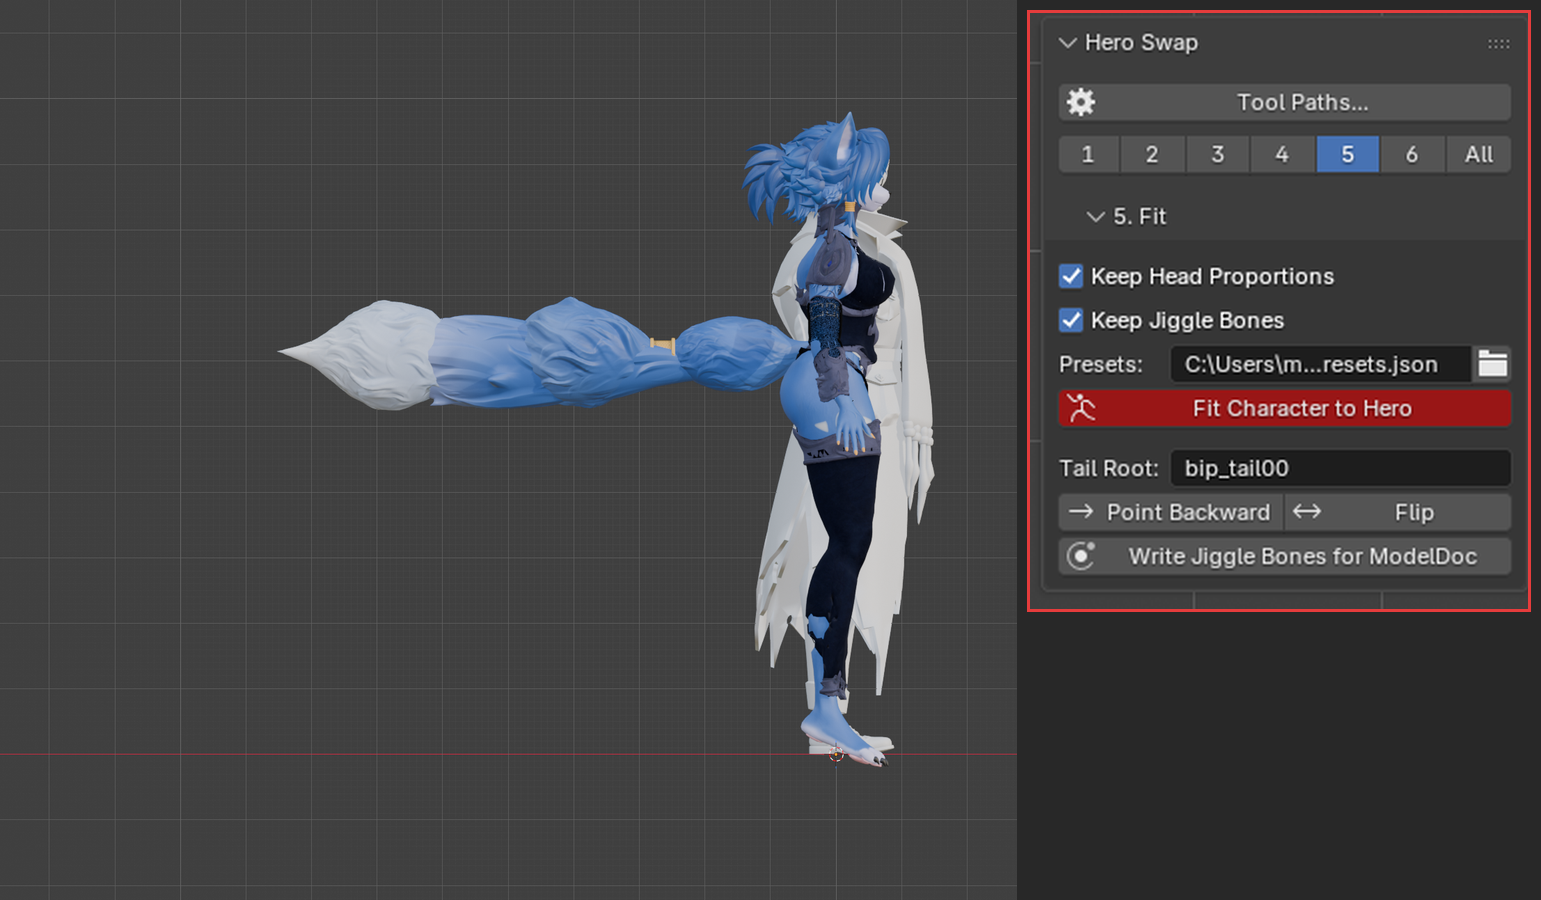 Hero Swap
Tool Paths...
1 2 3 4 5 6 All
5. Fit
Keep Head Proportions
Keep Jiggle Bones
Presets: C:\Users\m...resets.json
Fit Character to Hero
Tail Root: bip_tail00
Point Backward Flip
Write Jiggle Bones for ModelDoc